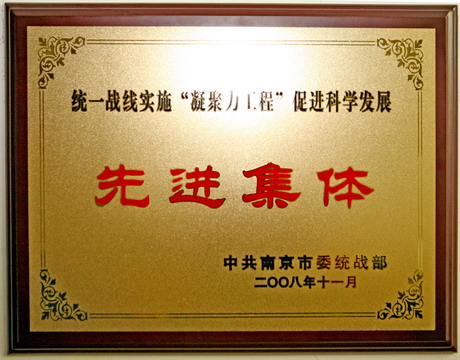 统一战线实施“凝聚力工程”促进科学发展
先进集体
中共南京市委统战部
二〇〇八年十一月